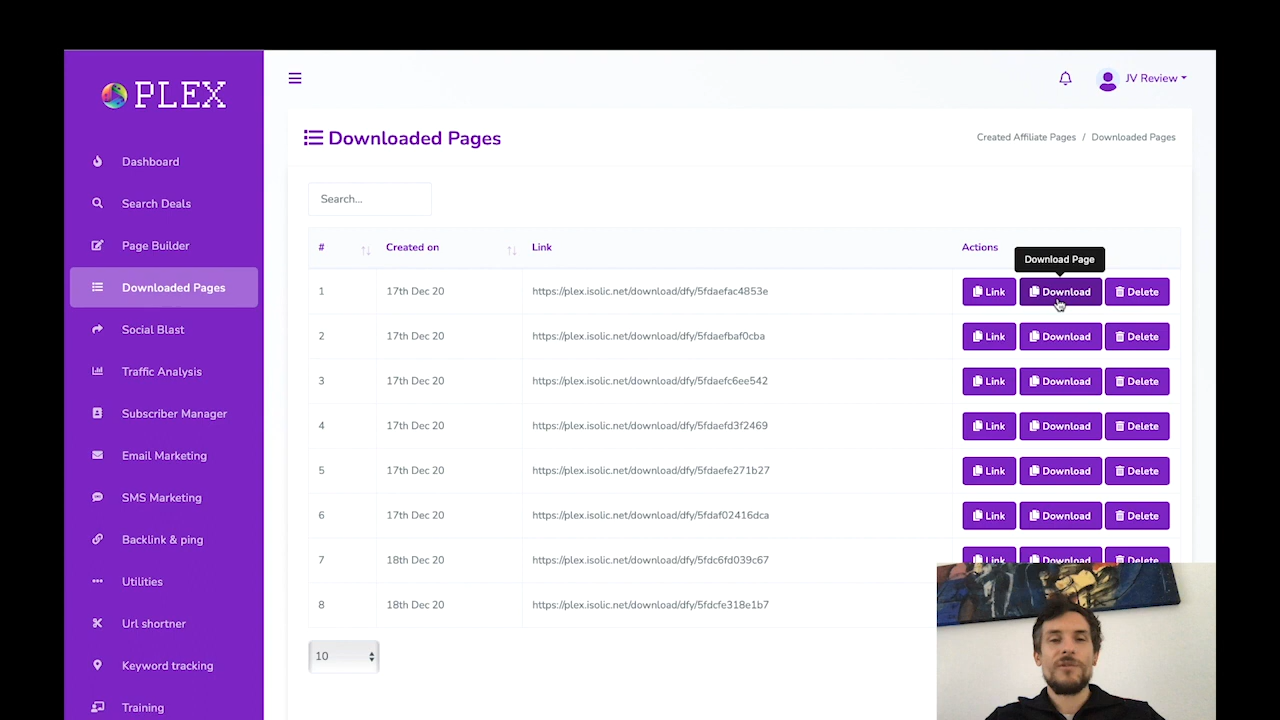 PLEX
JV Review
Dashboard
Search Deals
Page Builder
Downloaded Pages
Social Blast
Traffic Analysis
Subscriber Manager
Email Marketing
SMS Marketing
Backlink & ping
Utilities
Url shortner
Keyword tracking
Training
Downloaded Pages
Created Affiliate Pages / Downloaded Pages
Search...
# Created on Link Actions
Download Page
1 17th Dec 20 https://plex.isolic.net/download/dfy/5fdaefac4853e Link Download Delete
2 17th Dec 20 https://plex.isolic.net/download/dfy/5fdaefbaf0cba Link Download Delete
3 17th Dec 20 https://plex.isolic.net/download/dfy/5fdaefc6ee542 Link Download Delete
4 17th Dec 20 https://plex.isolic.net/download/dfy/5fdaefd3f2469 Link Download Delete
5 17th Dec 20 https://plex.isolic.net/download/dfy/5fdaefe271b27 Link Download Delete
6 17th Dec 20 https://plex.isolic.net/download/dfy/5fdaf02416dca Link Download Delete
7 18th Dec 20 https://plex.isolic.net/download/dfy/5fdc6fd039c67 Link Download Delete
8 18th Dec 20 https://plex.isolic.net/download/dfy/5fdcfe318e1b7
10